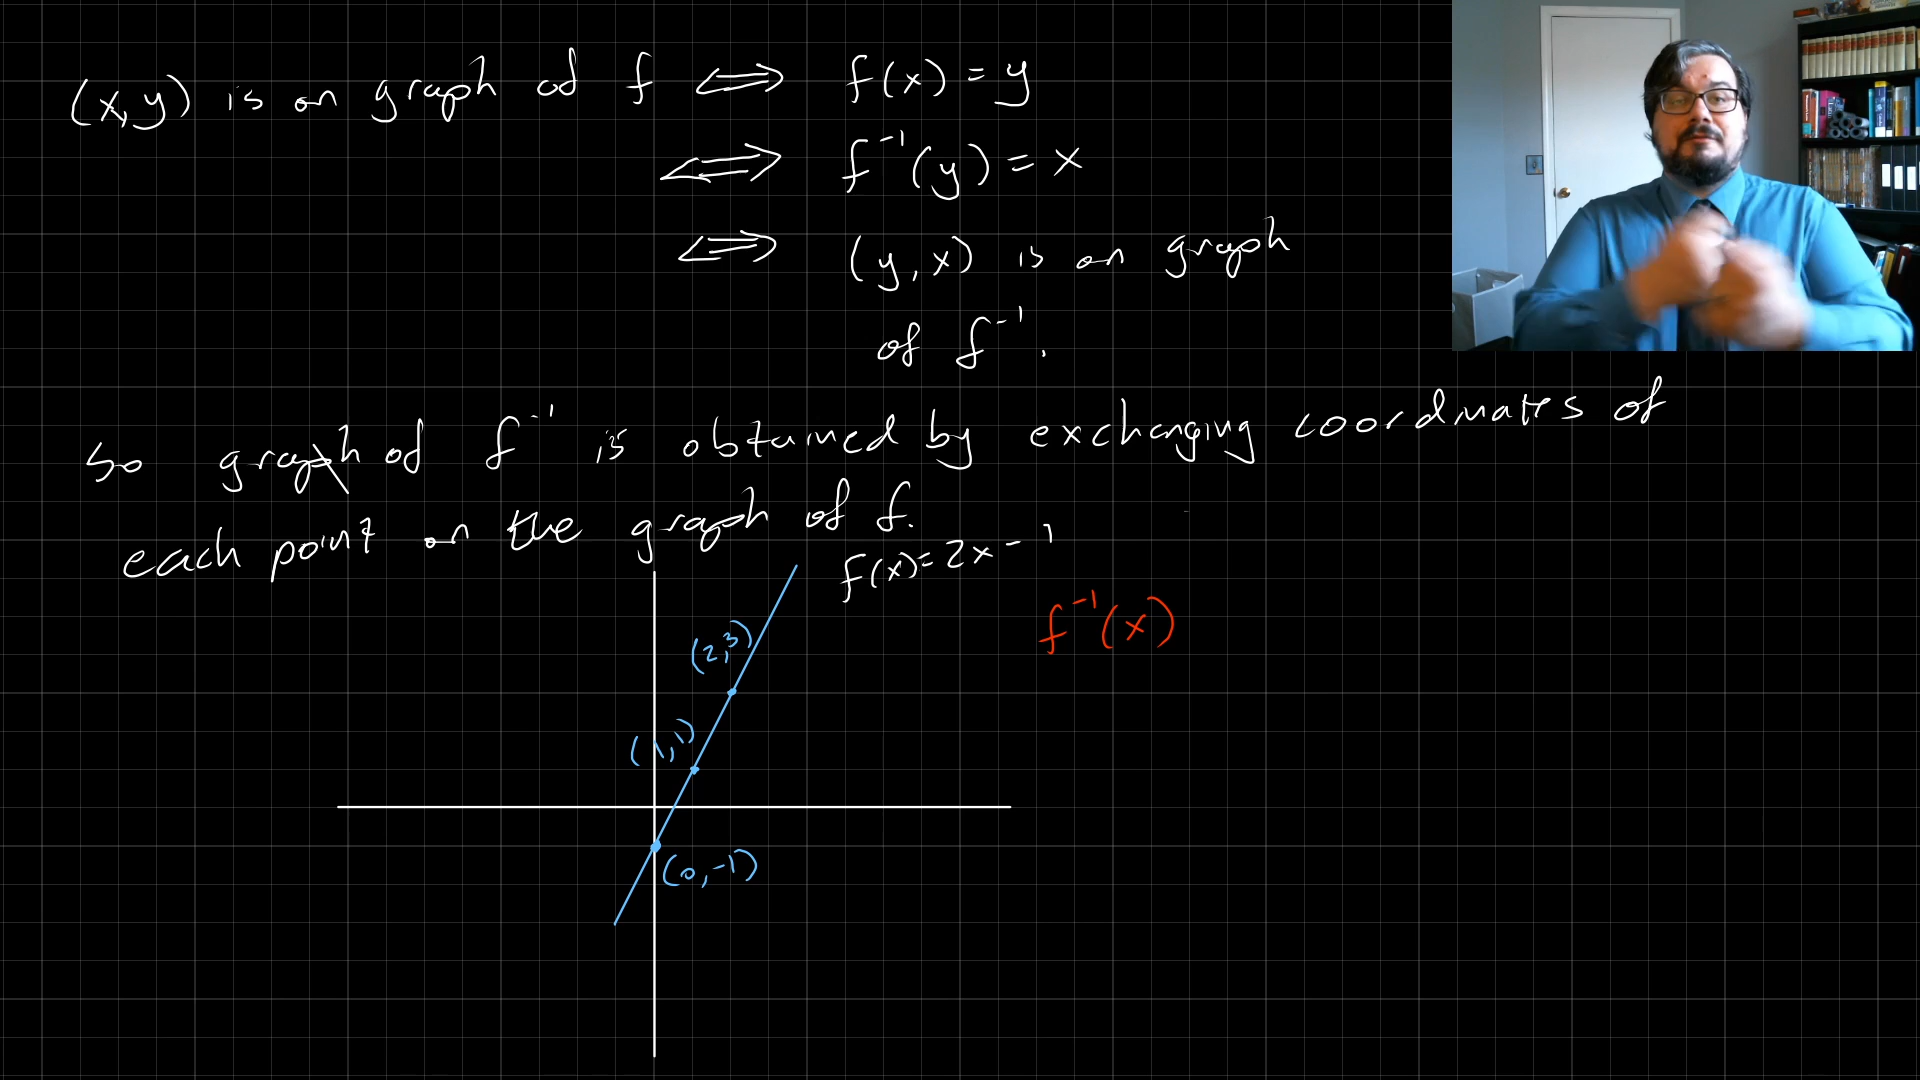 (x,y) is on graph of f ⟺ f(x) = y
⟺ f⁻¹(y) = x
⟺ (y,x) is on graph
of f⁻¹.
So graph of f⁻¹ is obtained by exchanging coordinates of
each point on the graph of f.
f(x)=2x-1
f⁻¹(x)
(2,3)
(1,1)
(0,-1)